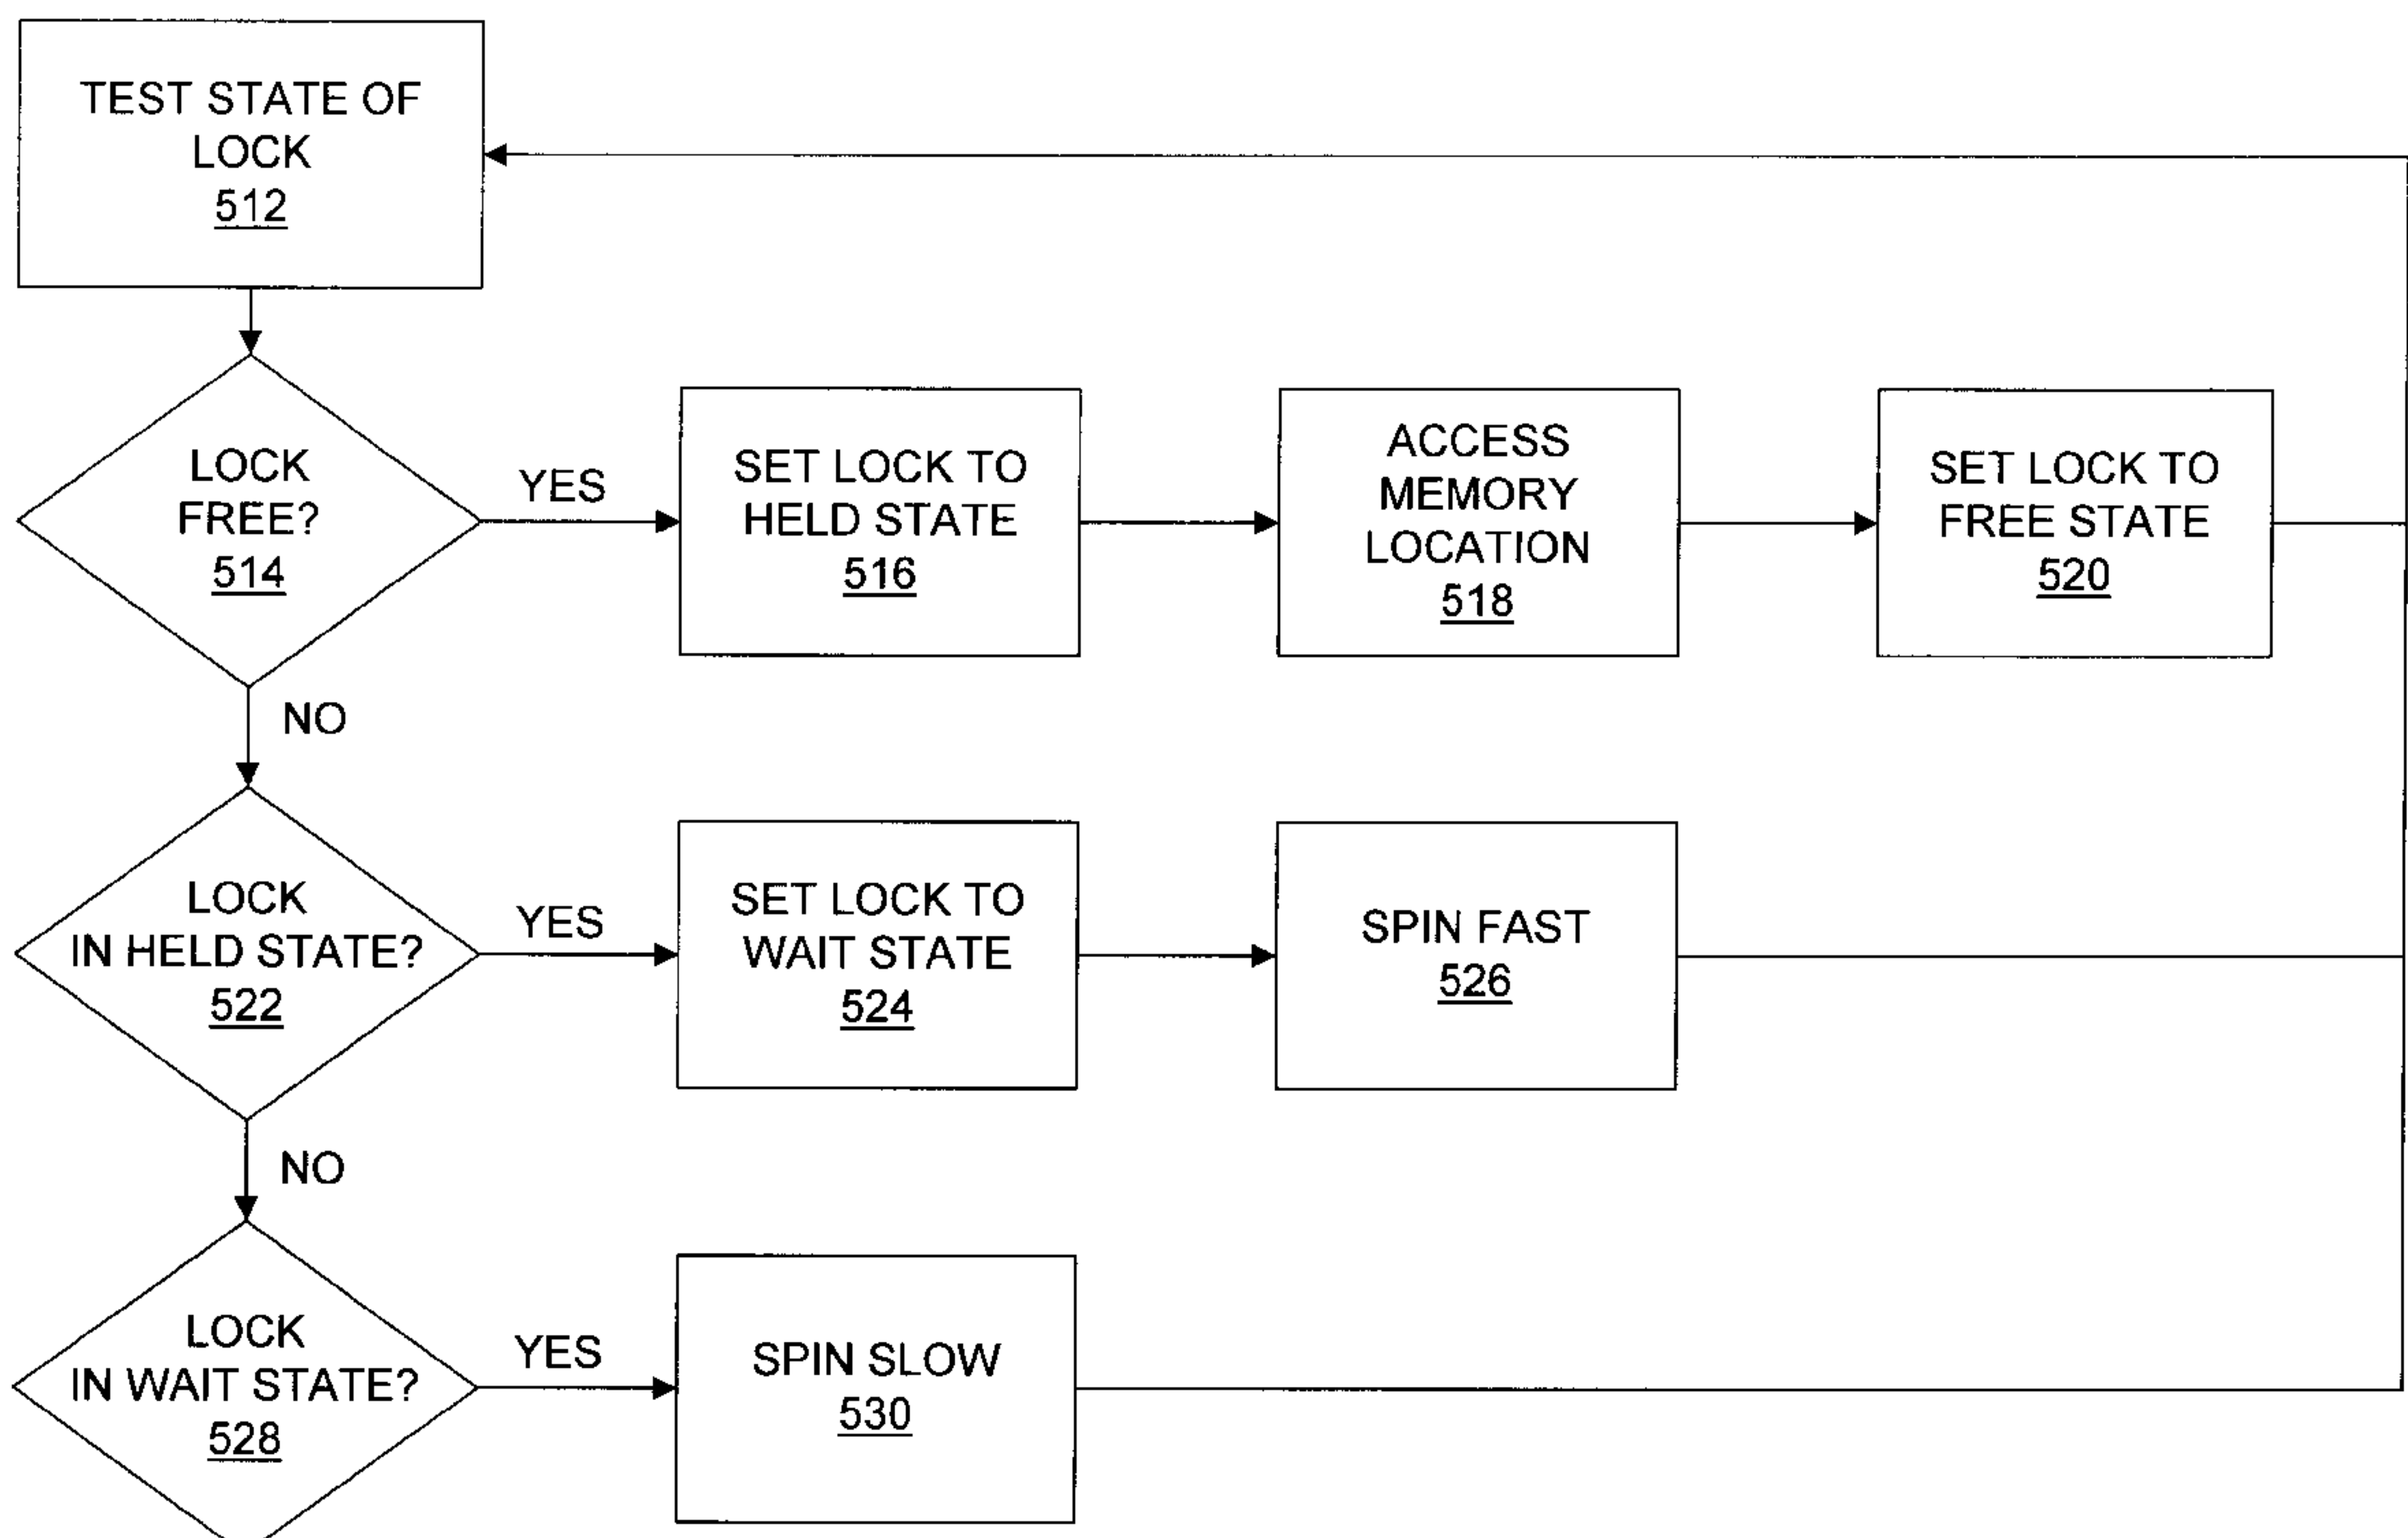 TEST STATE OF
LOCK
512
LOCK
FREE?
514
YES
SET LOCK TO
HELD STATE
516
ACCESS
MEMORY
LOCATION
518
SET LOCK TO
FREE STATE
520
NO
LOCK
IN HELD STATE?
522
YES
SET LOCK TO
WAIT STATE
524
SPIN FAST
526
NO
LOCK
IN WAIT STATE?
528
YES
SPIN SLOW
530